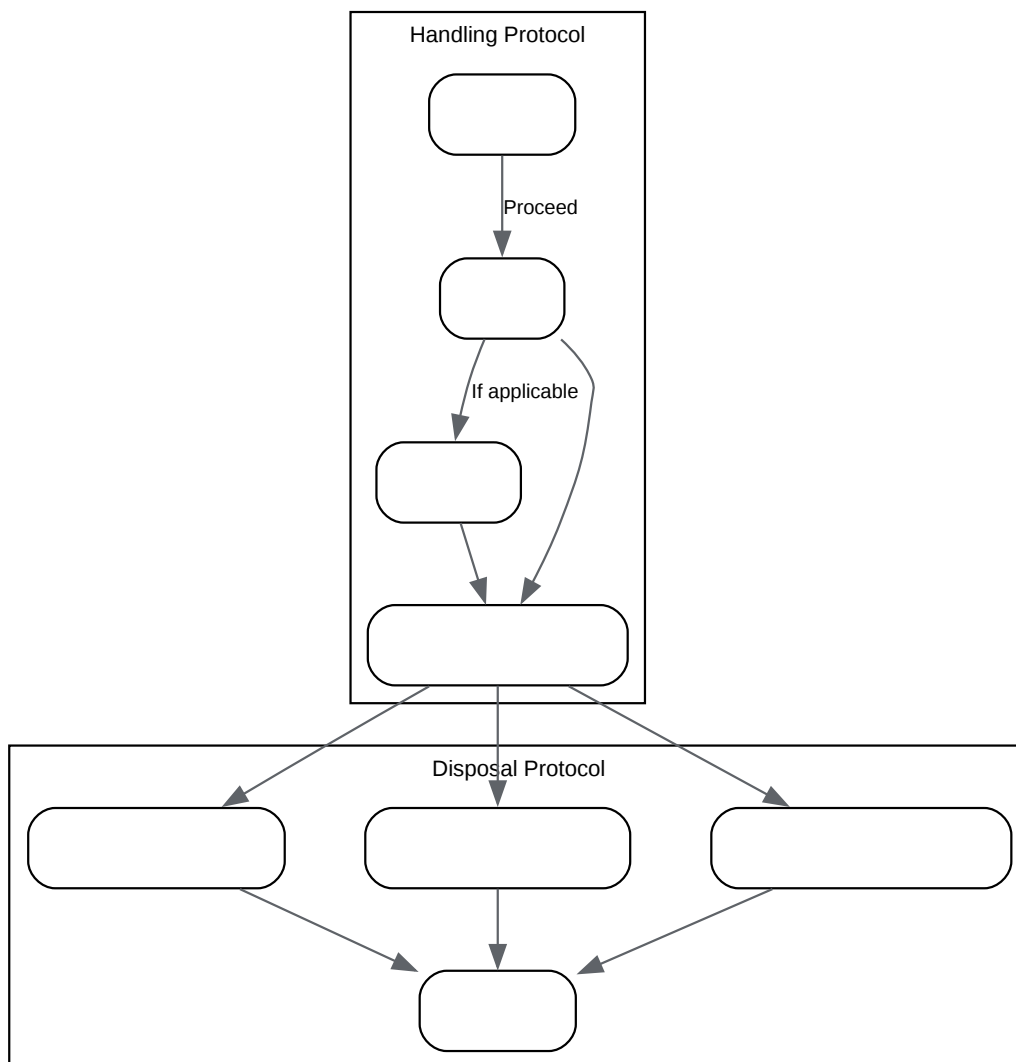 Handling Protocol
Proceed
If applicable
Disposal Protocol